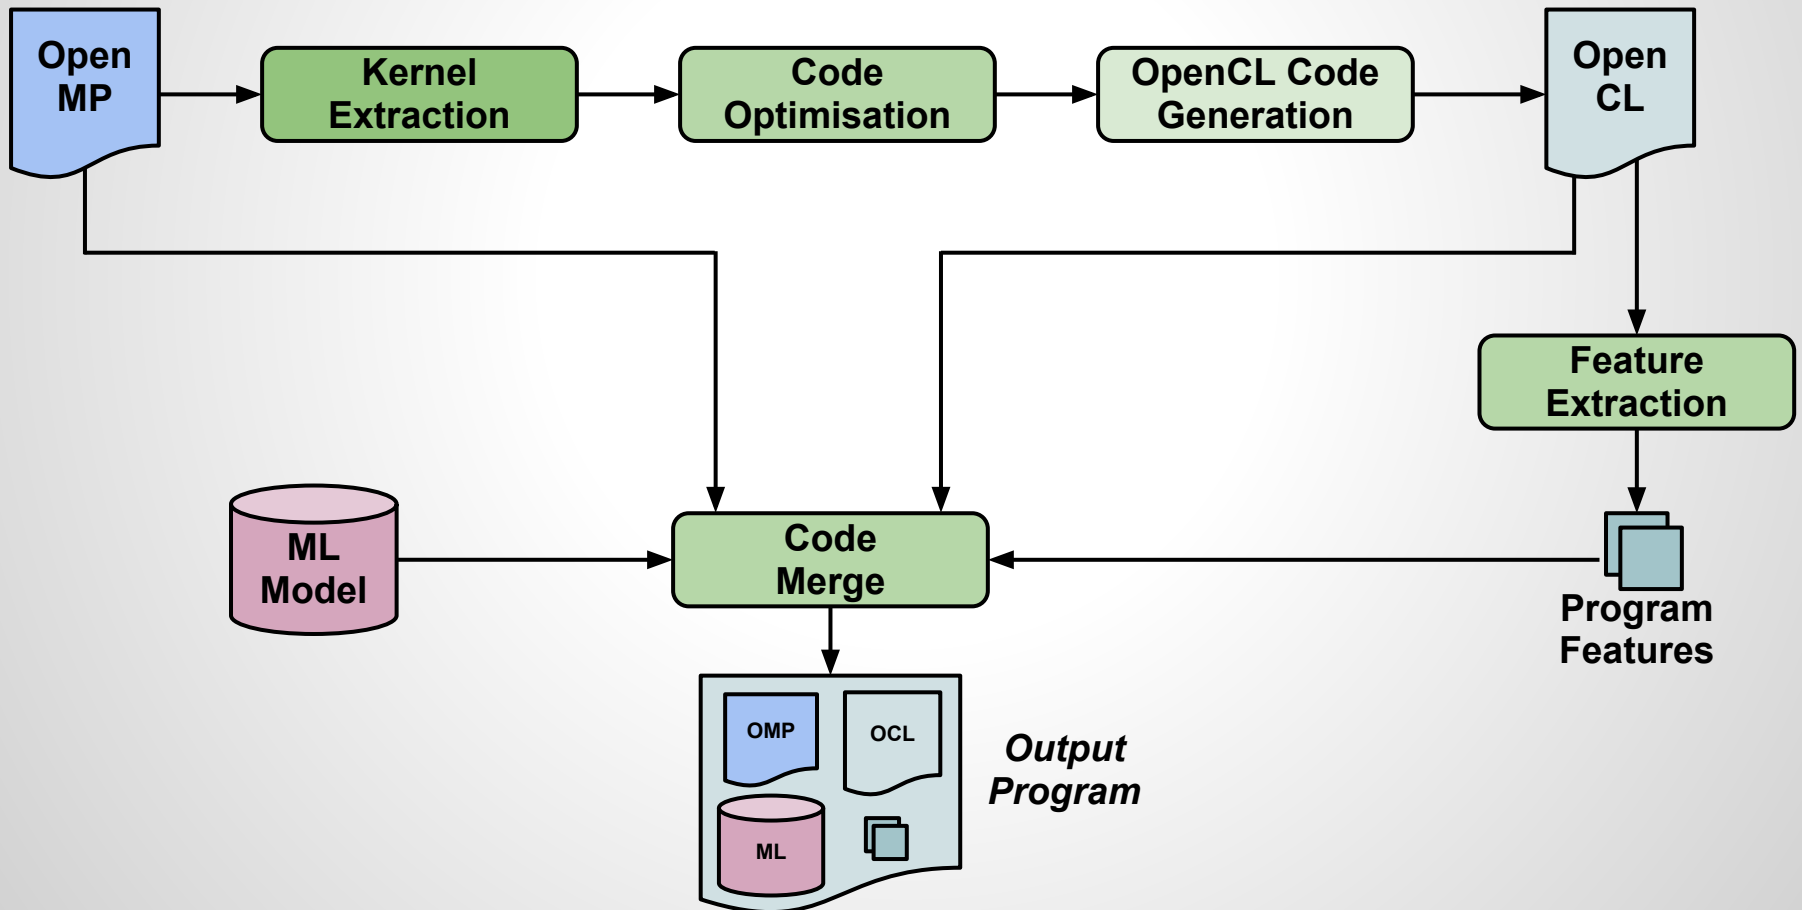 Open
MP
Kernel
Extraction
Code
Optimisation
OpenCL Code
Generation
Open
CL
Feature
Extraction
ML
Model
Code
Merge
Program
Features
OMP
OCL
ML
Output
Program